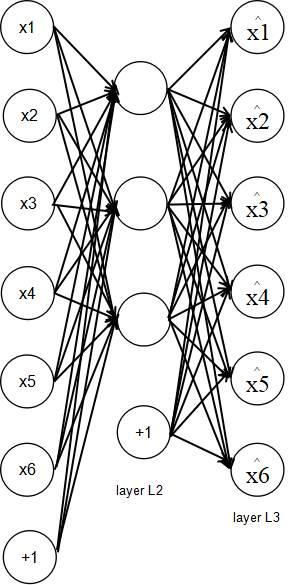 x1
x2
x3
x4
x5
x6
+1
+1
layer L2
x̂1
x̂2
x̂3
x̂4
x̂5
x̂6
layer L3